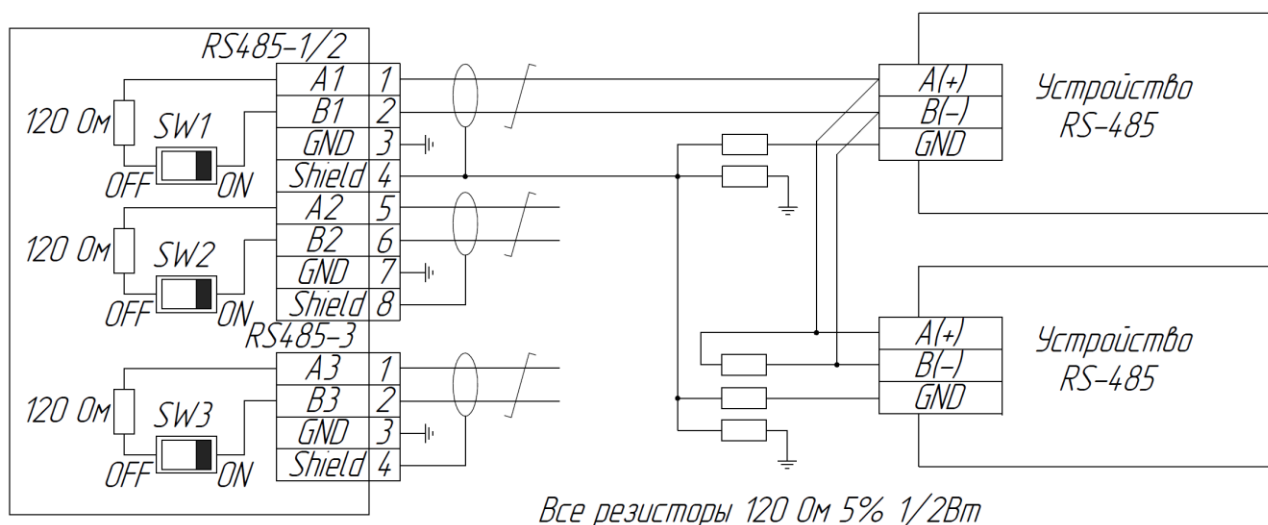 RS485-1/2
A1 1
120 Ом SW1 B1 2
GND 3
OFF ON Shield 4
A2 5
120 Ом SW2 B2 6
GND 7
OFF ON Shield 8
RS485-3
A3 1
120 Ом SW3 B3 2
GND 3
OFF ON Shield 4
A(+)
B(-)
GND
Устройство
RS-485
A(+)
B(-)
GND
Устройство
RS-485
Все резисторы 120 Ом 5% 1/2Вт